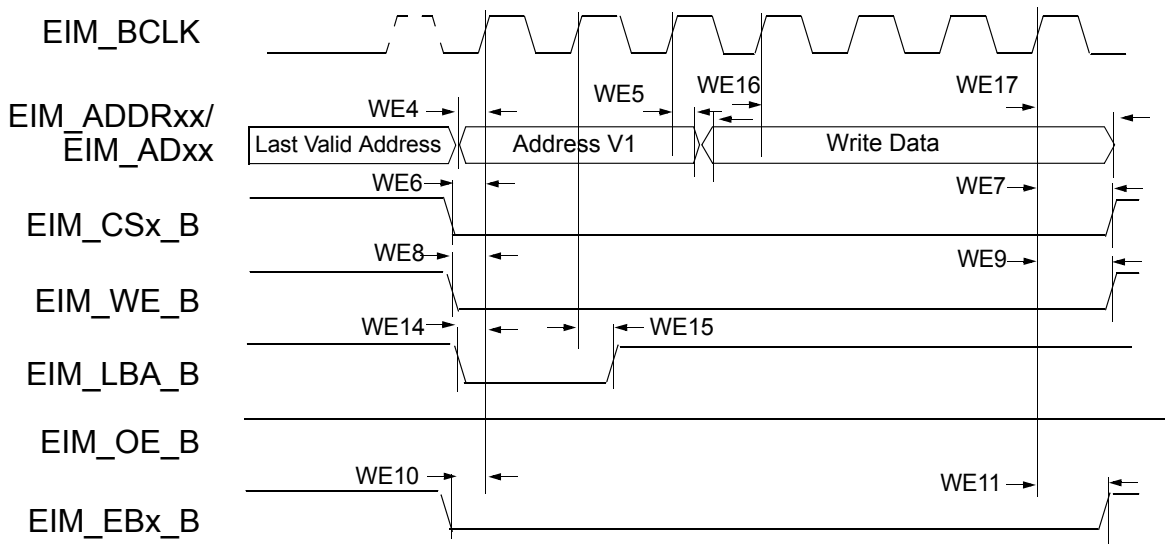 EIM_BCLK
WE5
WE16
WE17
WE4
EIM_ADDRxx/
EIM_ADxx
Last Valid Address
Address V1
Write Data
WE6
WE7
EIM_CSx_B
WE8
WE9
EIM_WE_B
WE14
WE15
EIM_LBA_B
EIM_OE_B
WE10
WE11
EIM_EBx_B